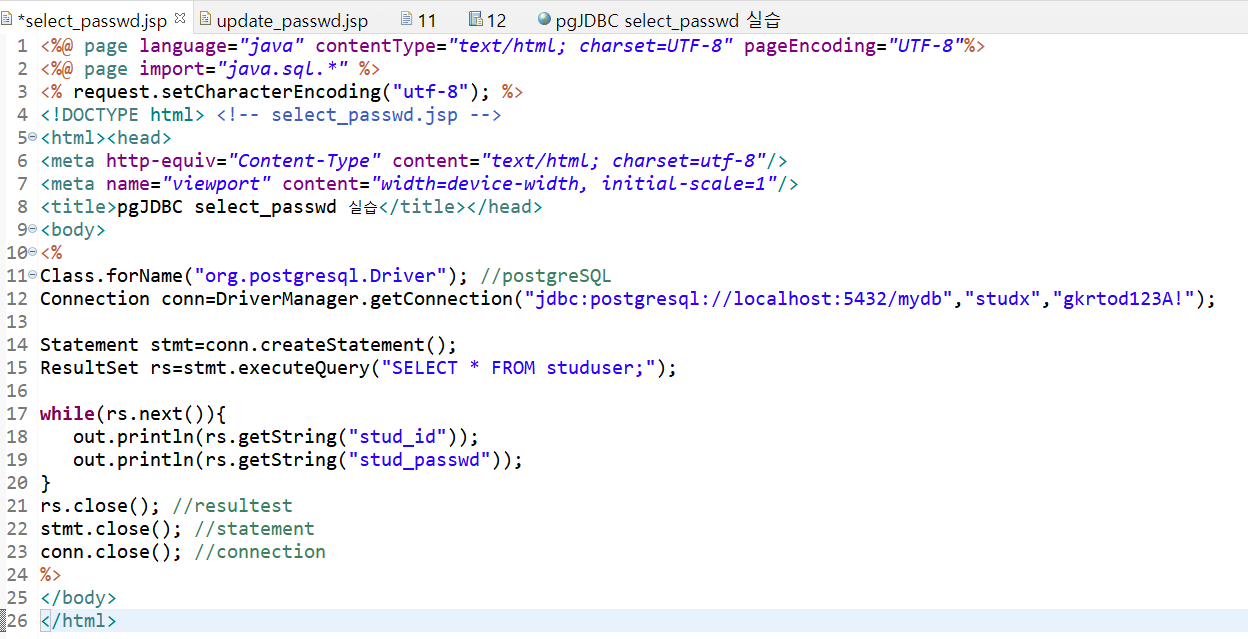 *select_passwd.jsp update_passwd.jsp 11 12 pgJDBC select_passwd 실습
1 <%@ page language="java" contentType="text/html; charset=UTF-8" pageEncoding="UTF-8"%>
2 <%@ page import="java.sql.*" %>
3 <% request.setCharacterEncoding("utf-8"); %>
4 <!DOCTYPE html> <!-- select_passwd.jsp -->
5 <html><head>
6 <meta http-equiv="Content-Type" content="text/html; charset=utf-8"/>
7 <meta name="viewport" content="width=device-width, initial-scale=1"/>
8 <title>pgJDBC select_passwd 실습</title></head>
9 <body>
10 <%
11 Class.forName("org.postgresql.Driver"); //postgreSQL
12 Connection conn=DriverManager.getConnection("jdbc:postgresql://localhost:5432/mydb","studx","gkrtod123A!");
13
14 Statement stmt=conn.createStatement();
15 ResultSet rs=stmt.executeQuery("SELECT * FROM studuser;");
16
17 while(rs.next()){
18    out.println(rs.getString("stud_id"));
19    out.println(rs.getString("stud_passwd"));
20 }
21 rs.close(); //resultest
22 stmt.close(); //statement
23 conn.close(); //connection
24 %>
25 </body>
26 </html>